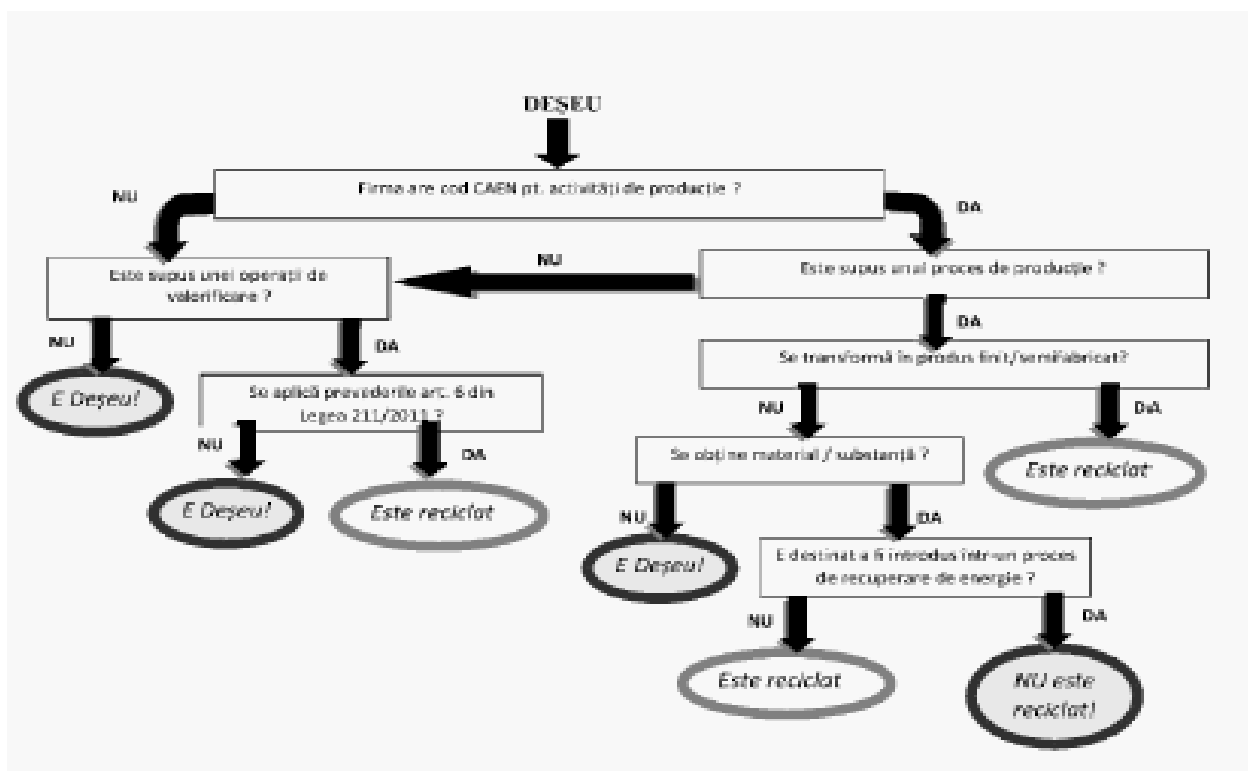 DEȘEU
Firma are cod CAEN pt. activități de producție ?
NU
DA
Este supus unei operații de
valorificare ?
NU
Este supus unui proces de producție ?
NU
DA
DA
E Deșeu!
Se aplică prevederile art. 6 din
Legea 211/2011 ?
Se transformă în produs finit/semifabricat?
NU
DA
NU
DA
E Deșeu!
Este reciclat
Se obține material / substanță ?
Este reciclat
NU
DA
E Deșeu!
E destinat a fi introdus într-un proces
de recuperare de energie ?
NU
DA
Este reciclat
NU este
reciclat!